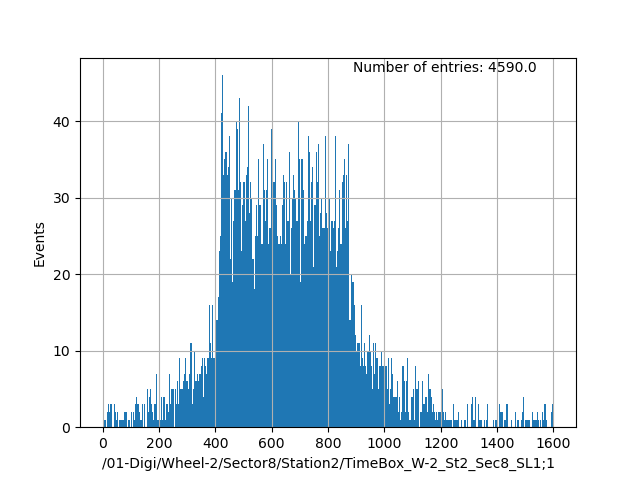 Number of entries: 4590.0
Events
40
30
20
10
0
0 200 400 600 800 1000 1200 1400 1600
/01-Digi/Wheel-2/Sector8/Station2/TimeBox_W-2_St2_Sec8_SL1;1